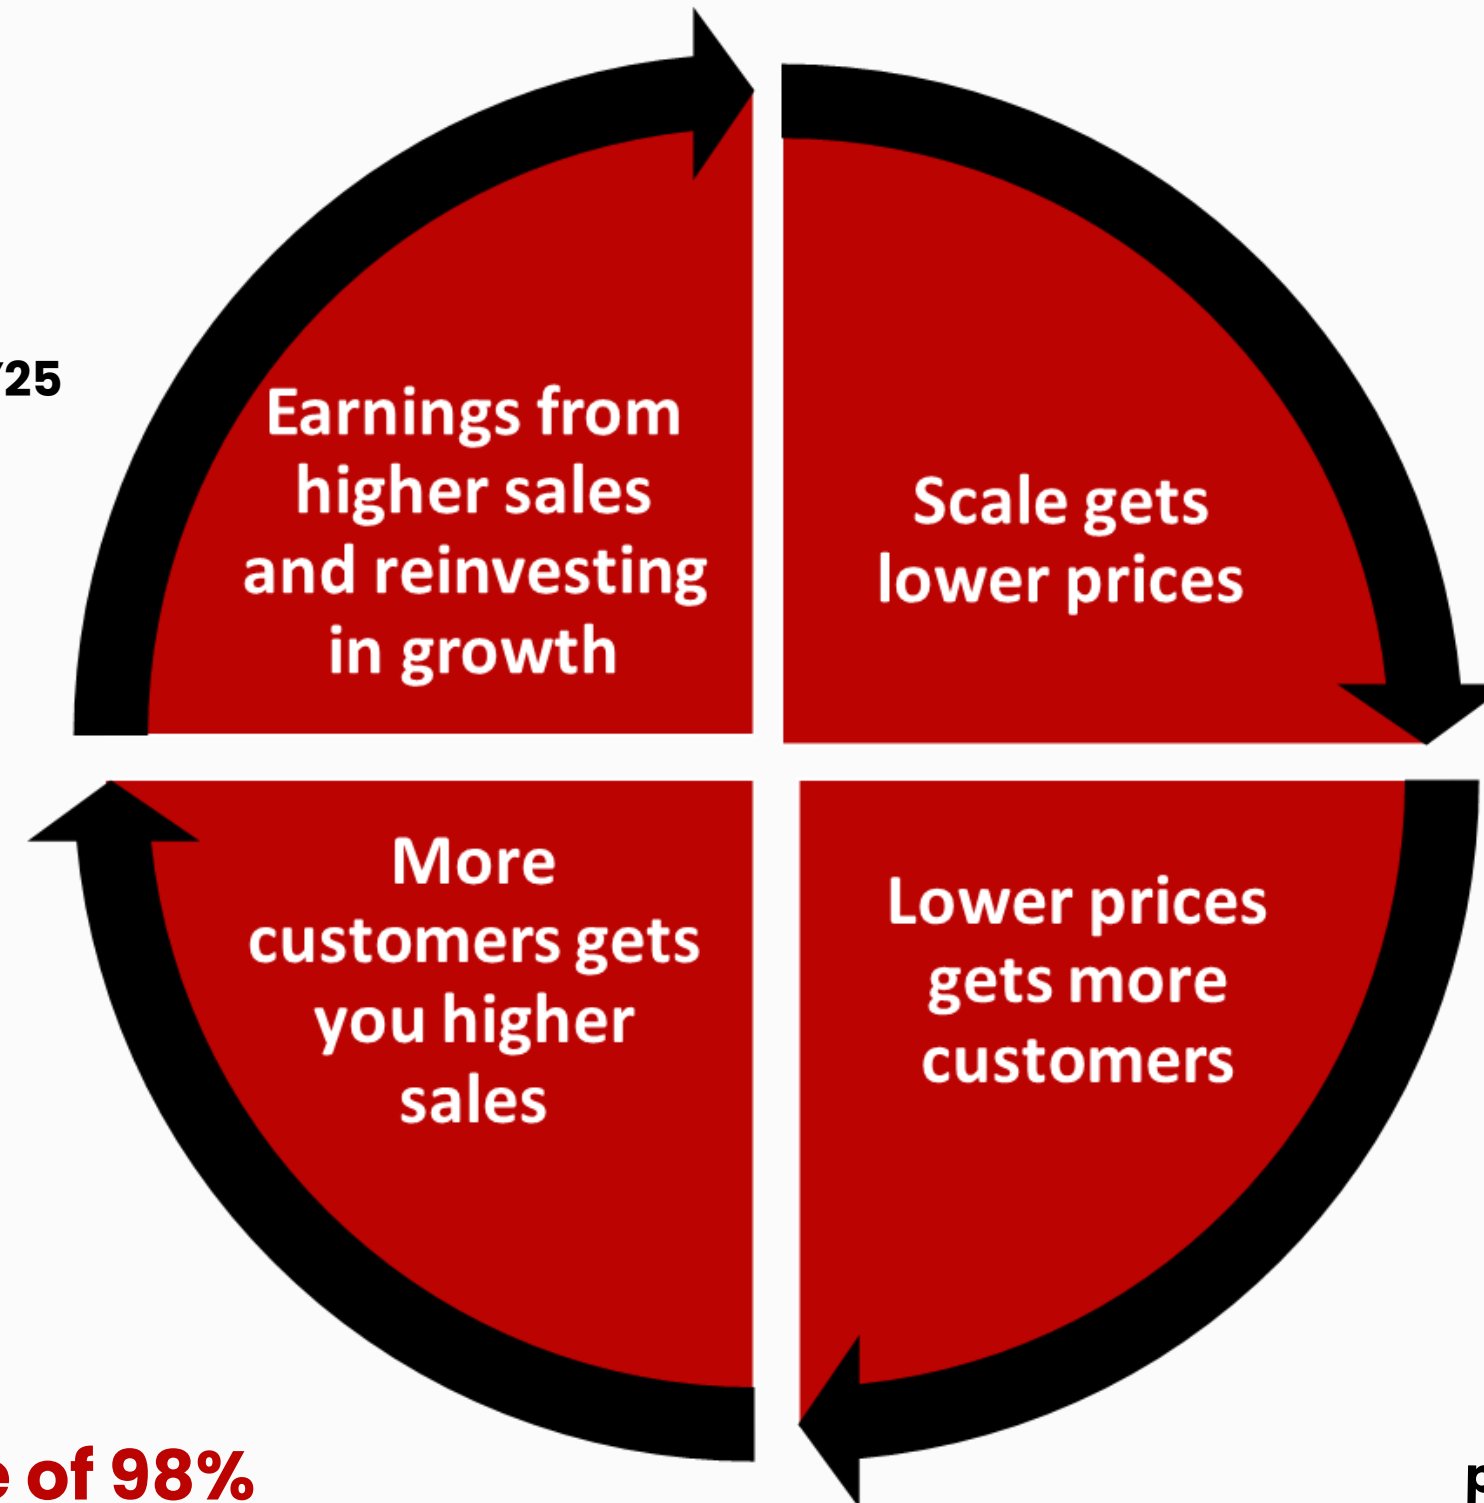 Y25
Earnings from
higher sales
and reinvesting
in growth
Scale gets
lower prices
More
customers gets
you higher
sales
Lower prices
gets more
customers
of 98%